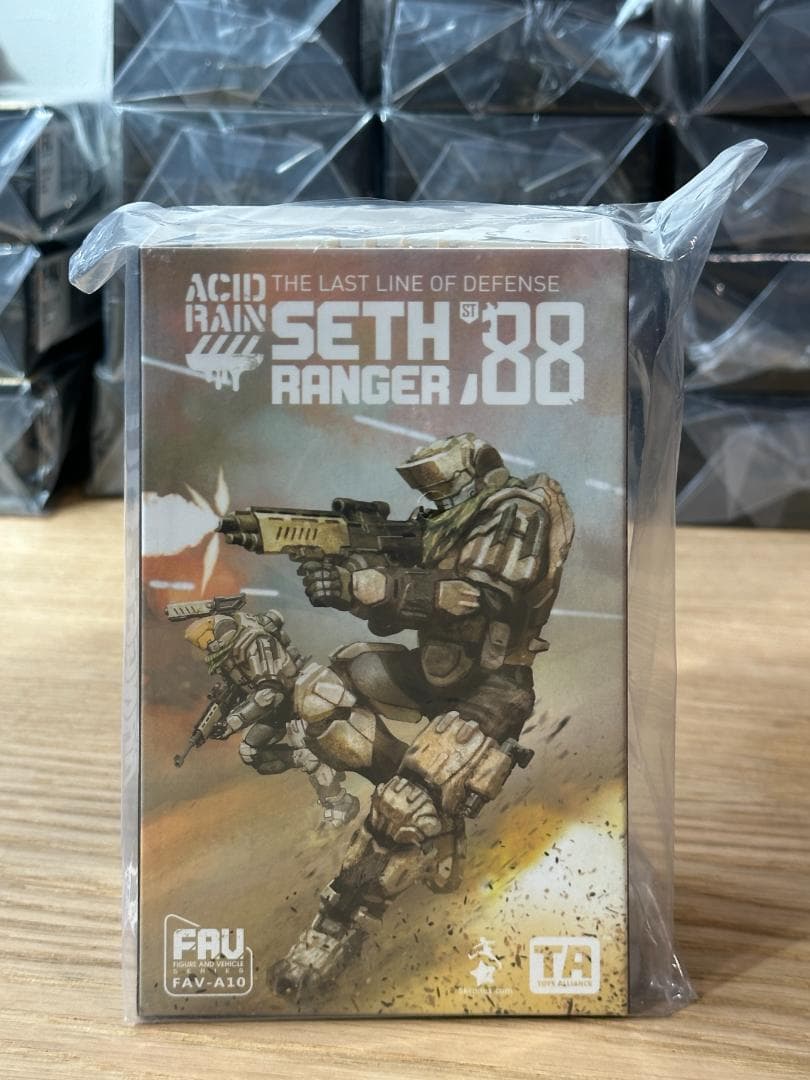 ACID
RAIN
THE LAST LINE OF DEFENSE
SETH ST 88
RANGER
FAV
FIGURE AND VEHICLE
SERIES
FAV-A10
TA
TOYS ALLIANCE